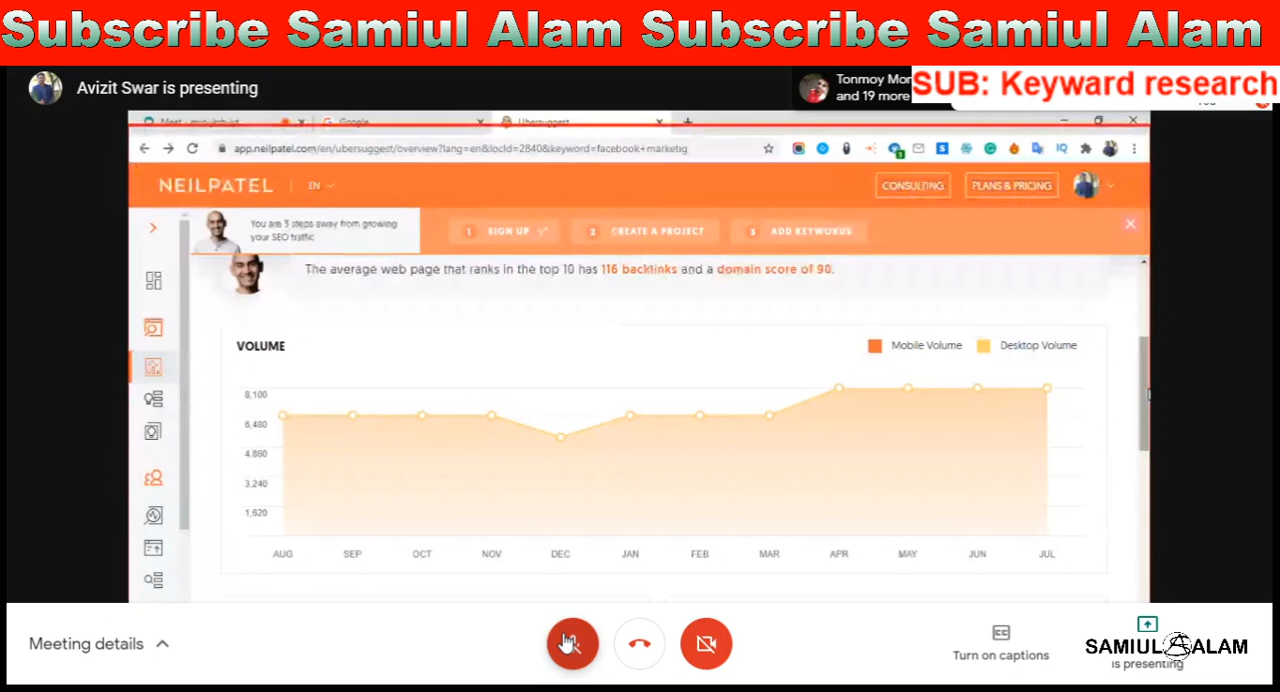 Subscribe Samiul Alam Subscribe Samiul Alam
Avizit Swar is presenting
Tonmoy Mor
and 19 more
SUB: Keyward research
Google
Ubersuggest
app.neilpatel.com/en/ubersuggest/overview?lang=en&locId=2840&keyword=facebook+marketig
NEILPATEL
EN
CONSULTING
PLANS & PRICING
You are 3 steps away from growing
your SEO traffic
1 SIGN UP
2 CREATE A PROJECT
3 ADD KEYWORDS
The average web page that ranks in the top 10 has 116 backlinks and a domain score of 90.
VOLUME
Mobile Volume
Desktop Volume
8,100
6,480
4,860
3,240
1,620
AUG SEP OCT NOV DEC JAN FEB MAR APR MAY JUN JUL
Meeting details
Turn on captions
SAMIUL ALAM
is presenting